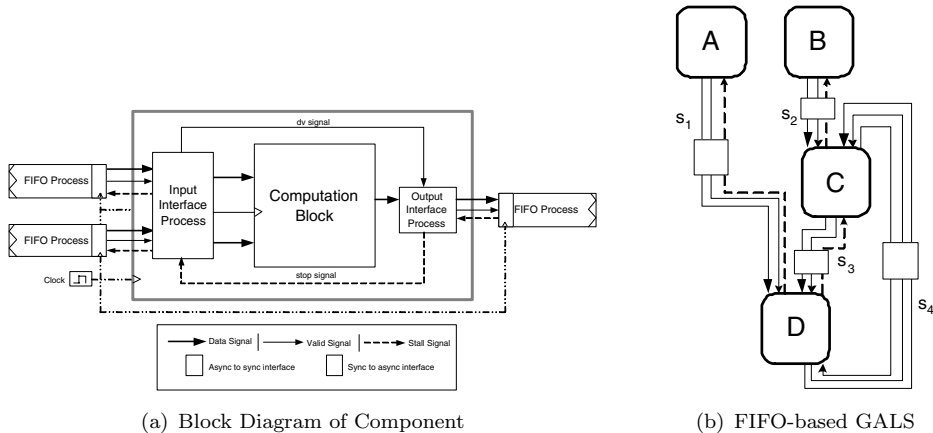 dv signal
FIFO Process
Input
Interface
Process
Computation
Block
Output
Interface
Process
FIFO Process
FIFO Process
stop signal
Clock
Data Signal
Valid Signal
Stall Signal
Async to sync interface
Sync to async interface
(a) Block Diagram of Component
A
B
s1
s2
C
s3
s4
D
(b) FIFO-based GALS